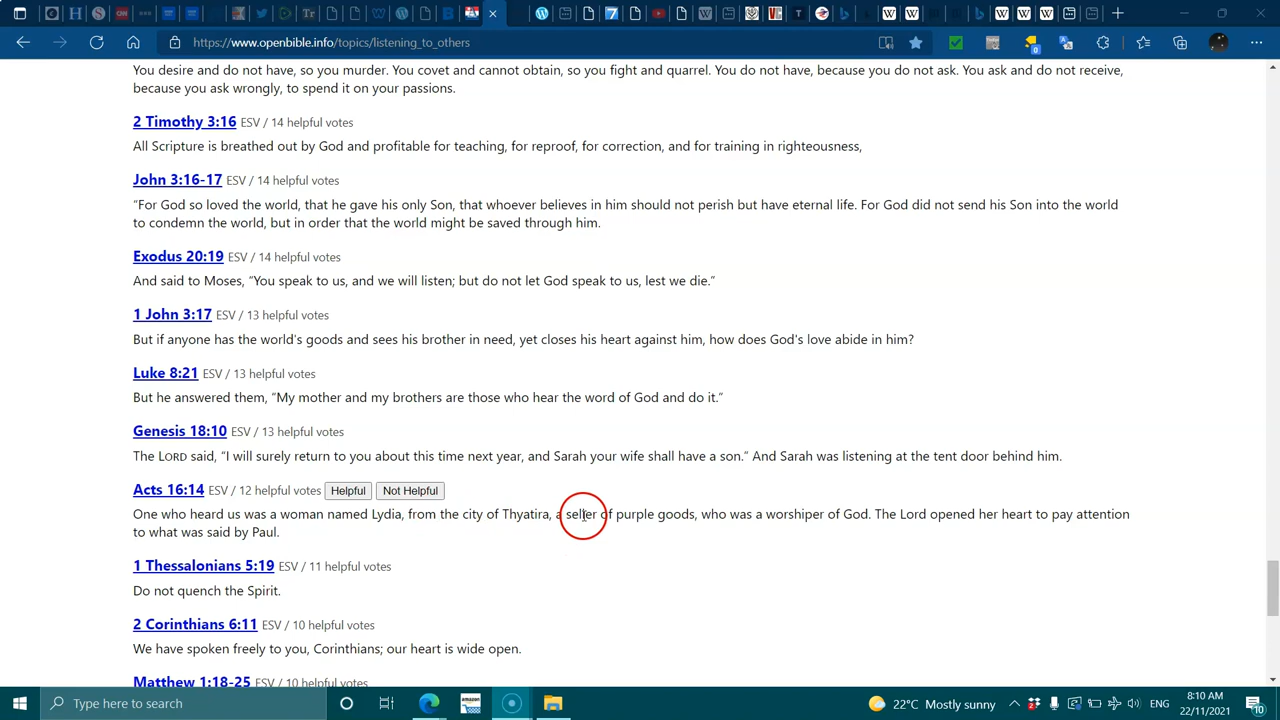 https://www.openbible.info/topics/listening_to_others
You desire and do not have, so you murder. You covet and cannot obtain, so you fight and quarrel. You do not have, because you do not ask. You ask and do not receive,
because you ask wrongly, to spend it on your passions.
2 Timothy 3:16 ESV / 14 helpful votes
All Scripture is breathed out by God and profitable for teaching, for reproof, for correction, and for training in righteousness,
John 3:16-17 ESV / 14 helpful votes
“For God so loved the world, that he gave his only Son, that whoever believes in him should not perish but have eternal life. For God did not send his Son into the world
to condemn the world, but in order that the world might be saved through him.
Exodus 20:19 ESV / 14 helpful votes
And said to Moses, “You speak to us, and we will listen; but do not let God speak to us, lest we die.”
1 John 3:17 ESV / 13 helpful votes
But if anyone has the world's goods and sees his brother in need, yet closes his heart against him, how does God's love abide in him?
Luke 8:21 ESV / 13 helpful votes
But he answered them, “My mother and my brothers are those who hear the word of God and do it.”
Genesis 18:10 ESV / 13 helpful votes
The LORD said, “I will surely return to you about this time next year, and Sarah your wife shall have a son.” And Sarah was listening at the tent door behind him.
Acts 16:14 ESV / 12 helpful votes Helpful Not Helpful
One who heard us was a woman named Lydia, from the city of Thyatira, a seller of purple goods, who was a worshiper of God. The Lord opened her heart to pay attention
to what was said by Paul.
1 Thessalonians 5:19 ESV / 11 helpful votes
Do not quench the Spirit.
2 Corinthians 6:11 ESV / 10 helpful votes
We have spoken freely to you, Corinthians; our heart is wide open.
Matthew 1:18-25 ESV / 10 helpful votes
Type here to search
22°C Mostly sunny
ENG
8:10 AM
22/11/2021